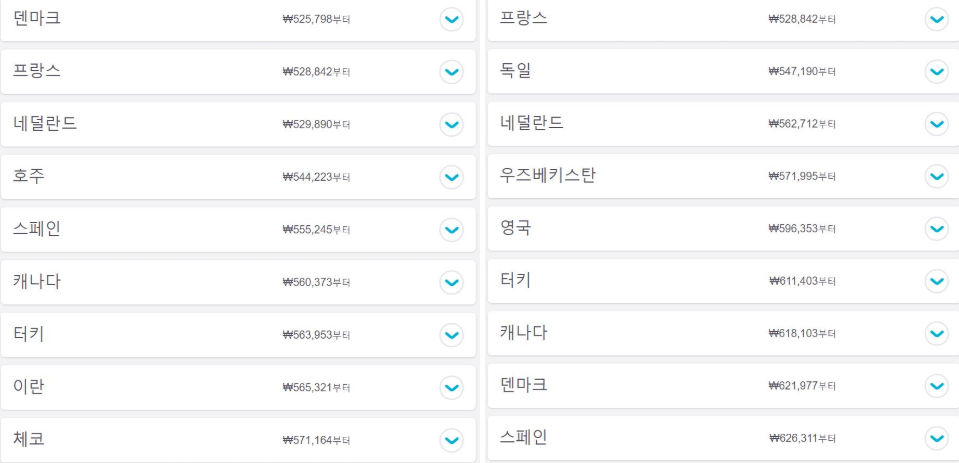 덴마크 ₩525,798부터
프랑스 ₩528,842부터
네덜란드 ₩529,890부터
호주 ₩544,223부터
스페인 ₩555,245부터
캐나다 ₩560,373부터
터키 ₩563,953부터
이란 ₩565,321부터
체코 ₩571,164부터
프랑스 ₩528,842부터
독일 ₩547,190부터
네덜란드 ₩562,712부터
우즈베키스탄 ₩571,995부터
영국 ₩596,353부터
터키 ₩611,403부터
캐나다 ₩618,103부터
덴마크 ₩621,977부터
스페인 ₩626,311부터